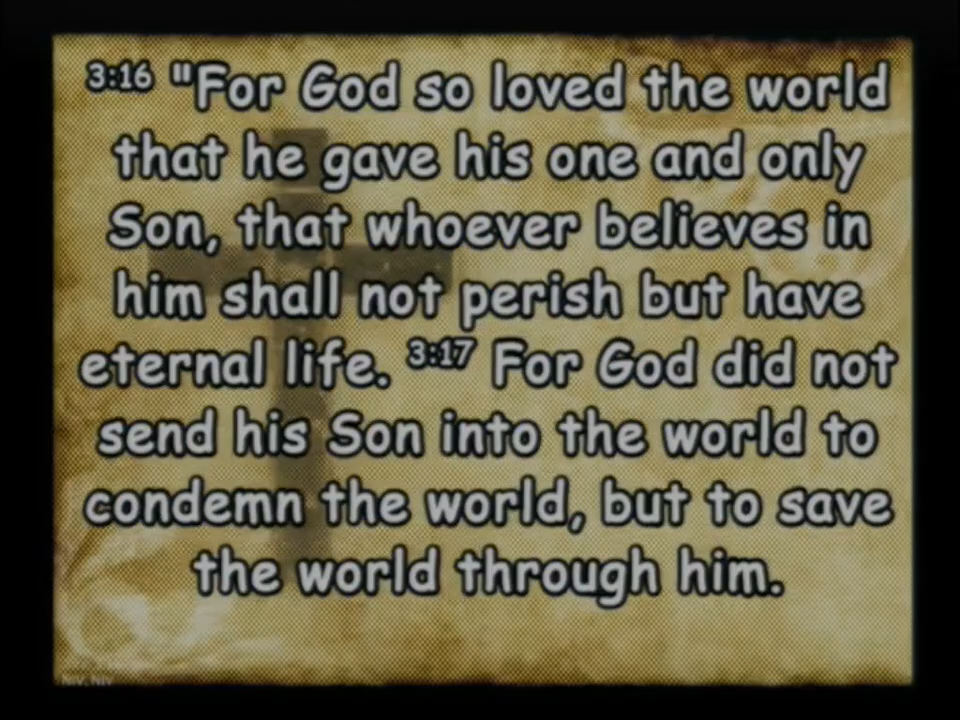 3:16 "For God so loved the world
that he gave his one and only
Son, that whoever believes in
him shall not perish but have
eternal life. 3:17 For God did not
send his Son into the world to
condemn the world, but to save
the world through him.
NIV, NIV